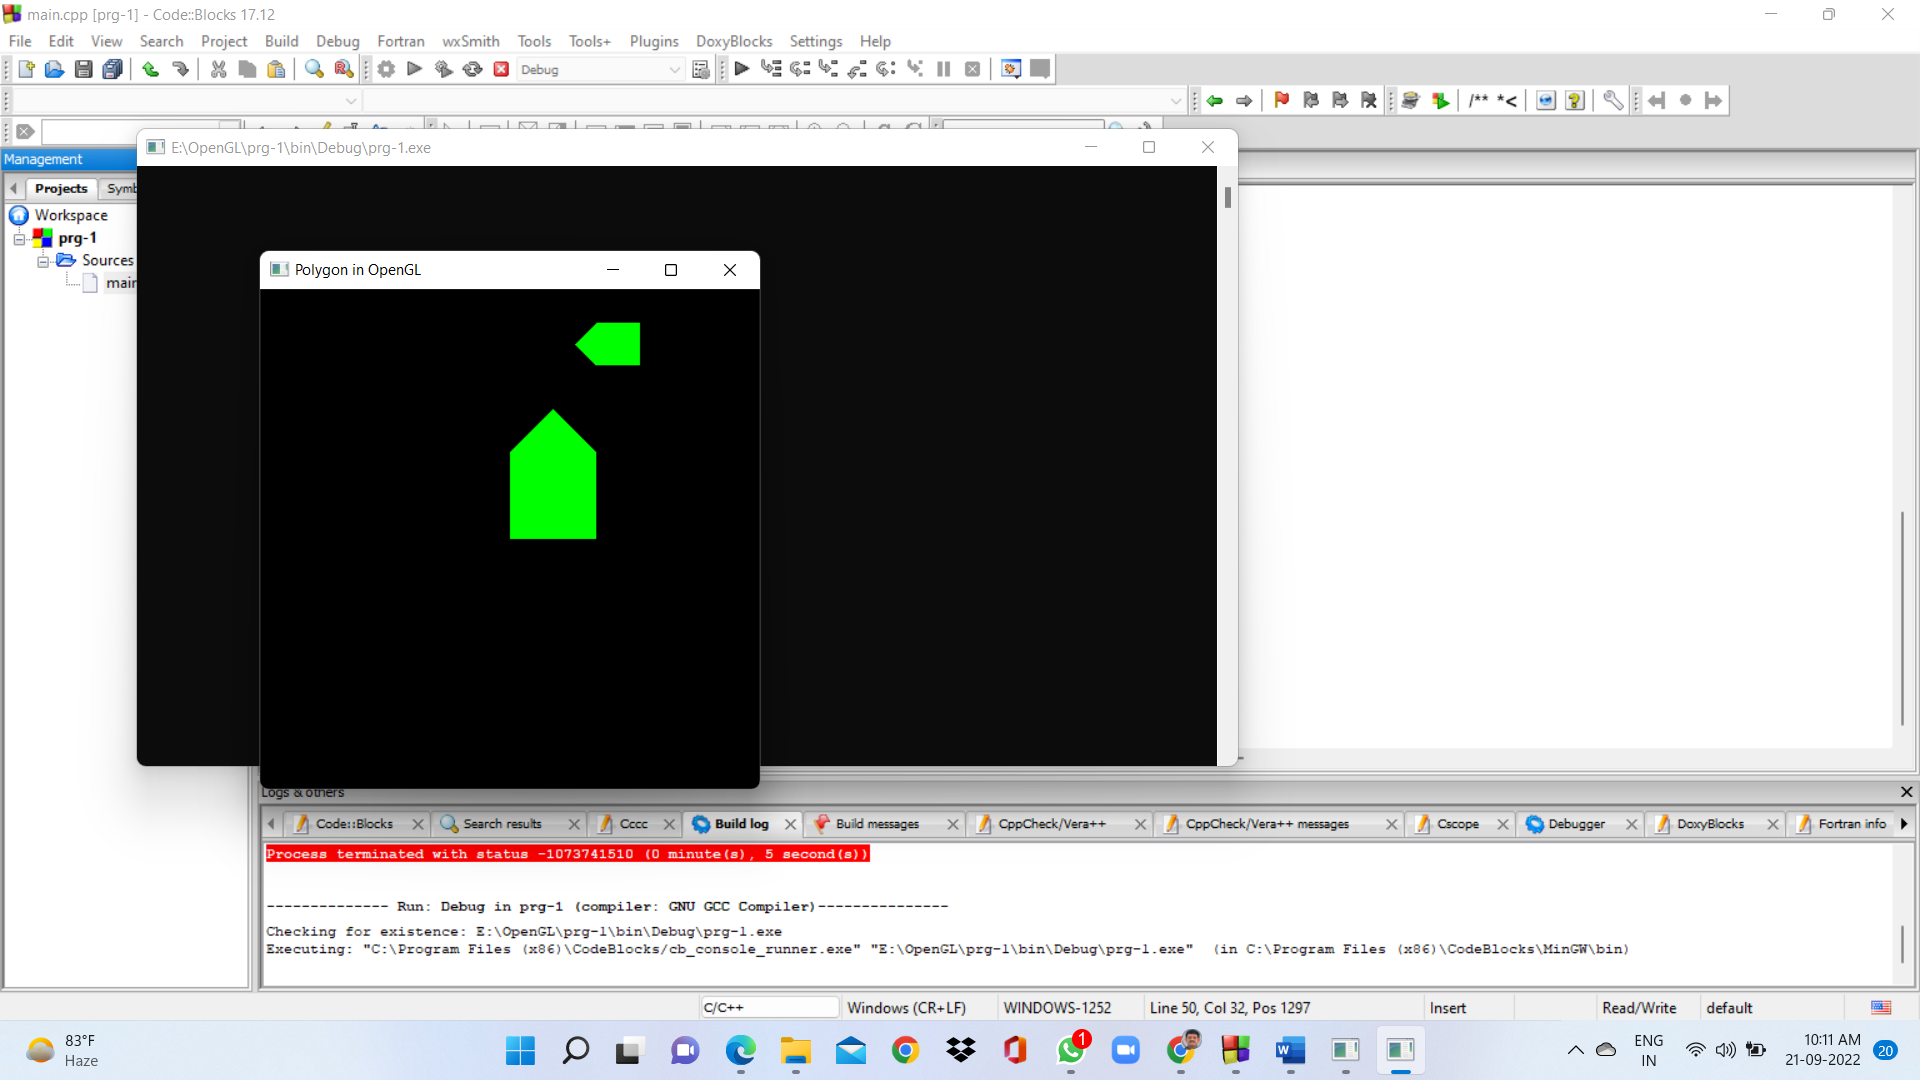 main.cpp [prg-1] - Code::Blocks 17.12
File Edit View Search Project Build Debug Fortran wxSmith Tools Tools+ Plugins DoxyBlocks Settings Help
Debug
/** *<
Management
E:\OpenGL\prg-1\bin\Debug\prg-1.exe
Projects
Workspace
prg-1
Sources
Polygon in OpenGL
Logs & others
Code::Blocks Search results Cccc Build log Build messages CppCheck/Vera++ CppCheck/Vera++ messages Cscope Debugger DoxyBlocks Fortran info
Process terminated with status -1073741510 (0 minute(s), 5 second(s))
-------------- Run: Debug in prg-1 (compiler: GNU GCC Compiler)---------------
Checking for existence: E:\OpenGL\prg-1\bin\Debug\prg-1.exe
Executing: "C:\Program Files (x86)\CodeBlocks/cb_console_runner.exe" "E:\OpenGL\prg-1\bin\Debug\prg-1.exe"  (in C:\Program Files (x86)\CodeBlocks\MinGW\bin)
C/C++ Windows (CR+LF) WINDOWS-1252 Line 50, Col 32, Pos 1297 Insert Read/Write default
83°F
Haze
1
ENG
IN
10:11 AM
21-09-2022
20